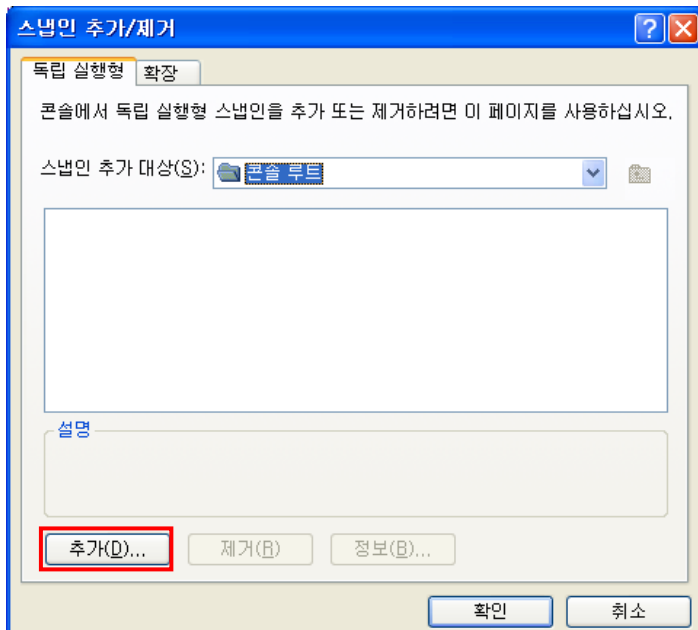 스냅인 추가/제거
독립 실행형 확장
콘솔에서 독립 실행형 스냅인을 추가 또는 제거하려면 이 페이지를 사용하십시오.
스냅인 추가 대상(S): 콘솔 루트
설명
추가(D)... 제거(R) 정보(B)...
확인 취소